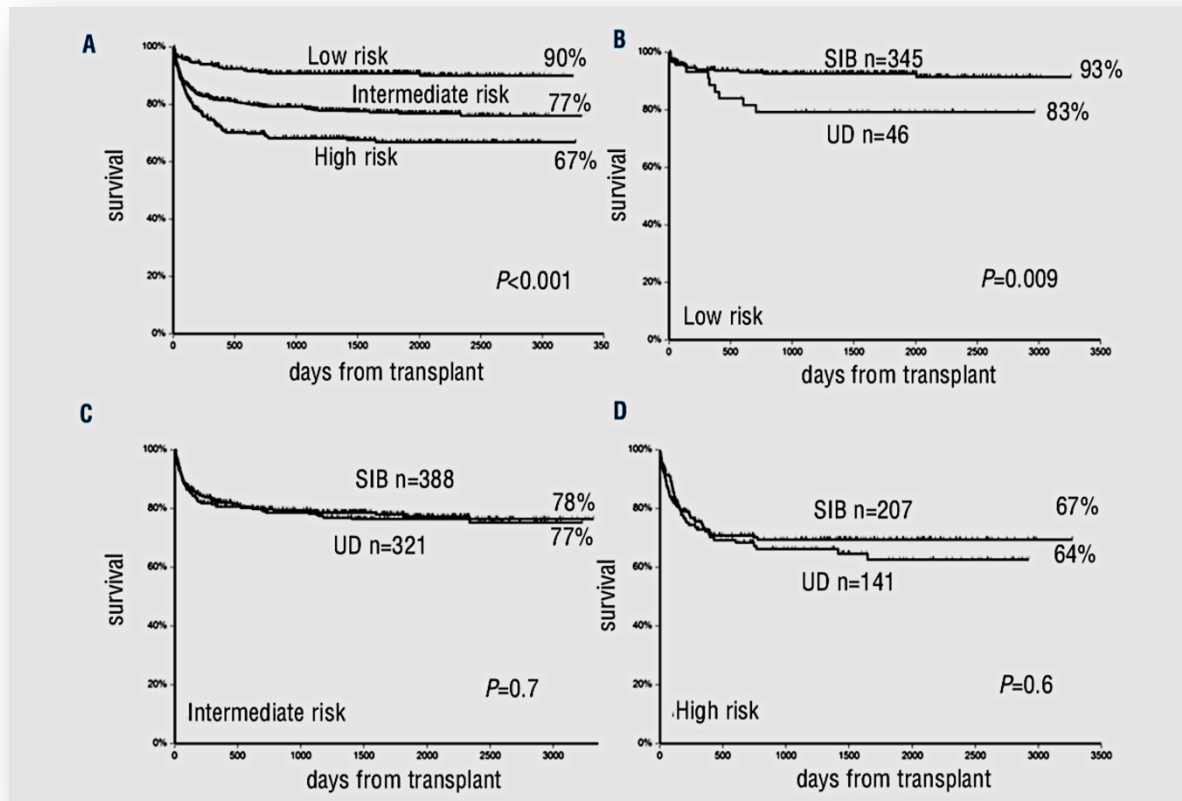 A
100%
80%
60%
40%
20%
0%
survival
Low risk
90%
Intermediate risk
77%
High risk
67%
P<0.001
0 500 1000 1500 2000 2500 3000 350
days from transplant
B
100%
80%
60%
40%
20%
0%
survival
SIB n=345
93%
83%
UD n=46
P=0.009
Low risk
0 500 1000 1500 2000 2500 3000 3500
days from transplant
C
100%
80%
60%
40%
20%
0%
survival
SIB n=388
78%
77%
UD n=321
P=0.7
Intermediate risk
0 500 1000 1500 2000 2500 3000
days from transplant
D
100%
80%
60%
40%
20%
0%
survival
SIB n=207
67%
64%
UD n=141
P=0.6
High risk
0 500 1000 1500 2000 2500 3000 3500
days from transplant